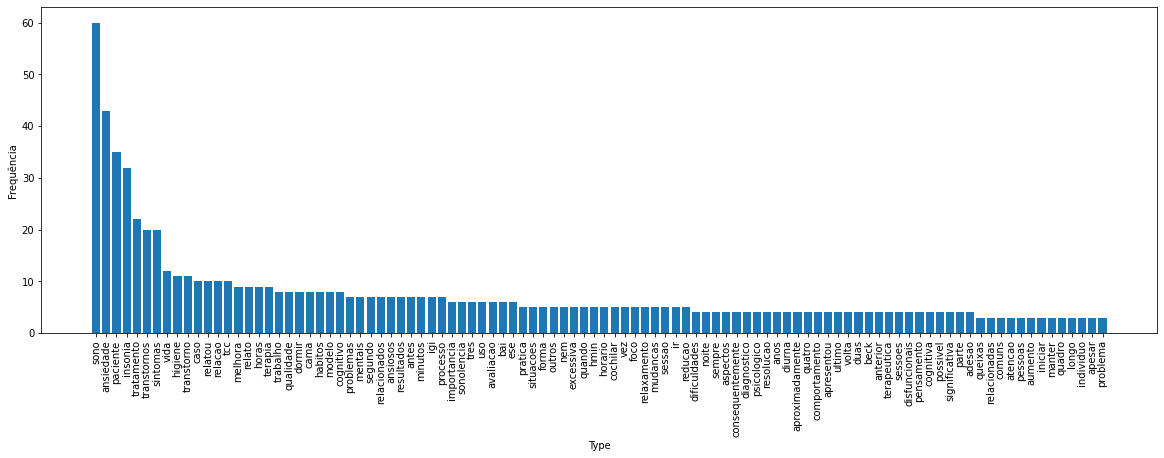 60
50
40
30
20
10
0
Frequência
sono
ansiedade
paciente
insonia
tratamento
transtornos
sintomas
vida
higiene
transtorno
caso
relatou
relacao
tcc
melhora
relato
horas
terapia
trabalho
qualidade
dormir
cama
habitos
modelo
cognitivo
problemas
mentais
segundo
relacionados
ansiosos
resultados
antes
minutos
igi
processo
importancia
sonolencia
tres
uso
avaliacao
bai
ese
pratica
situacoes
formas
outros
nem
excessiva
quando
hmin
horario
cochilar
vez
foco
relaxamento
mudancas
sessao
ir
reducao
dificuldades
noite
sempre
aspectos
consequentemente
diagnostico
psicologico
resolucao
anos
diurna
aproximadamente
quatro
comportamento
apresentou
ultimo
volta
duas
beck
anterior
terapeutica
sessoes
disfuncionais
pensamento
cognitiva
possivel
significativa
parte
adesao
queixas
relacionadas
comuns
atencao
pessoas
aumento
iniciar
manter
quadro
longo
individuo
apesar
problema
Type